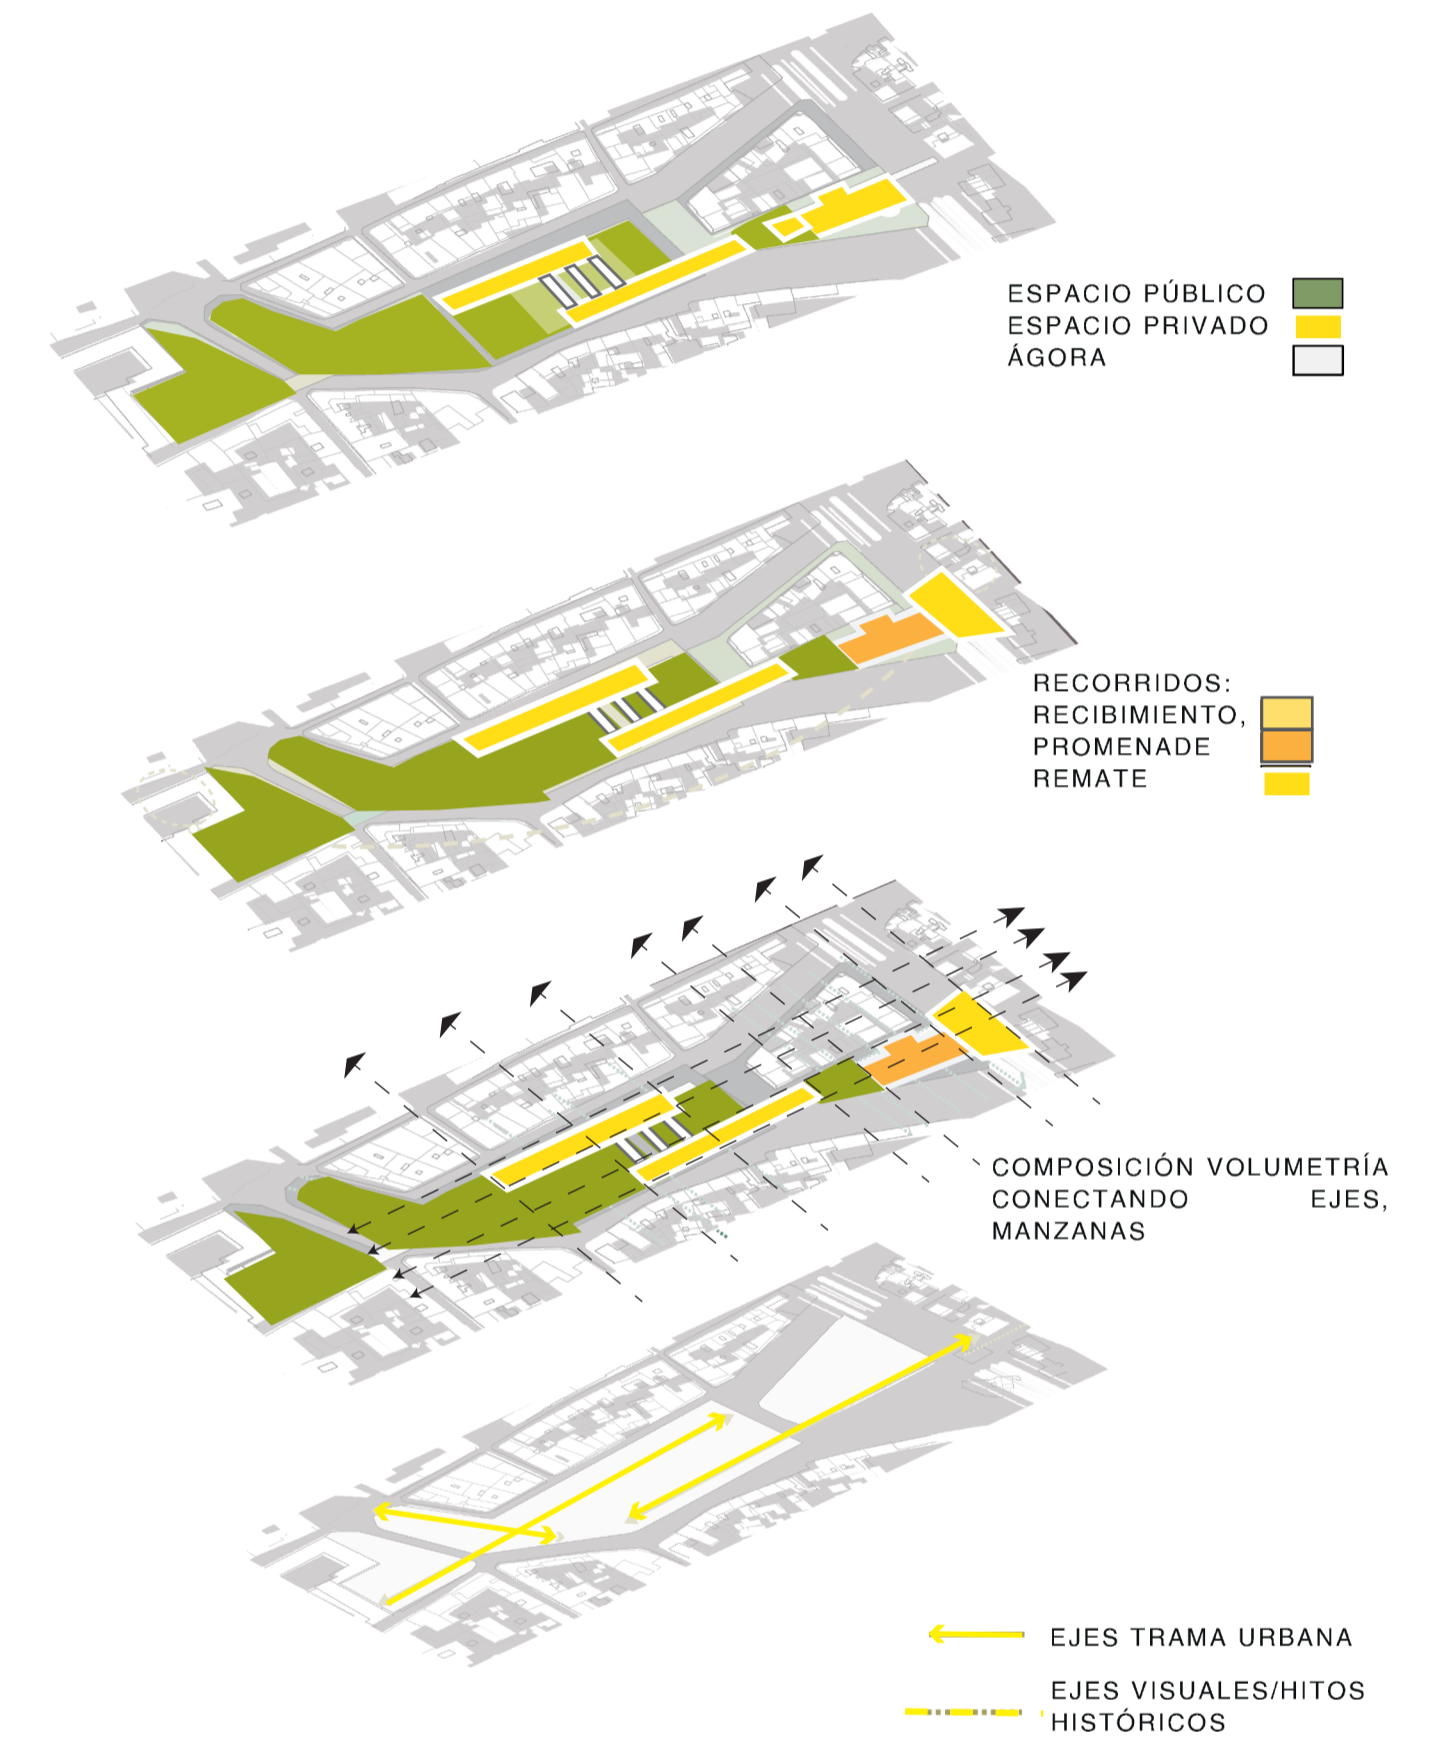 ESPACIO PÚBLICO
ESPACIO PRIVADO
ÁGORA
RECORRIDOS:
RECIBIMIENTO,
PROMENADE
REMATE
COMPOSICIÓN VOLUMETRÍA
CONECTANDO EJES,
MANZANAS
EJES TRAMA URBANA
EJES VISUALES/HITOS
HISTÓRICOS